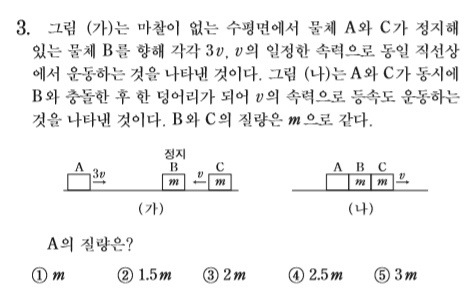 3. 그림 (가)는 마찰이 없는 수평면에서 물체 A와 C가 정지해
있는 물체 B를 향해 각각 3v, v의 일정한 속력으로 동일 직선상
에서 운동하는 것을 나타낸 것이다. 그림 (나)는 A와 C가 동시에
B와 충돌한 후 한 덩어리가 되어 v의 속력으로 등속도 운동하는
것을 나타낸 것이다. B와 C의 질량은 m으로 같다.
정지
A 3v B v C A B C v
m m m m
(가) (나)
A의 질량은?
① m ② 1.5m ③ 2m ④ 2.5m ⑤ 3m